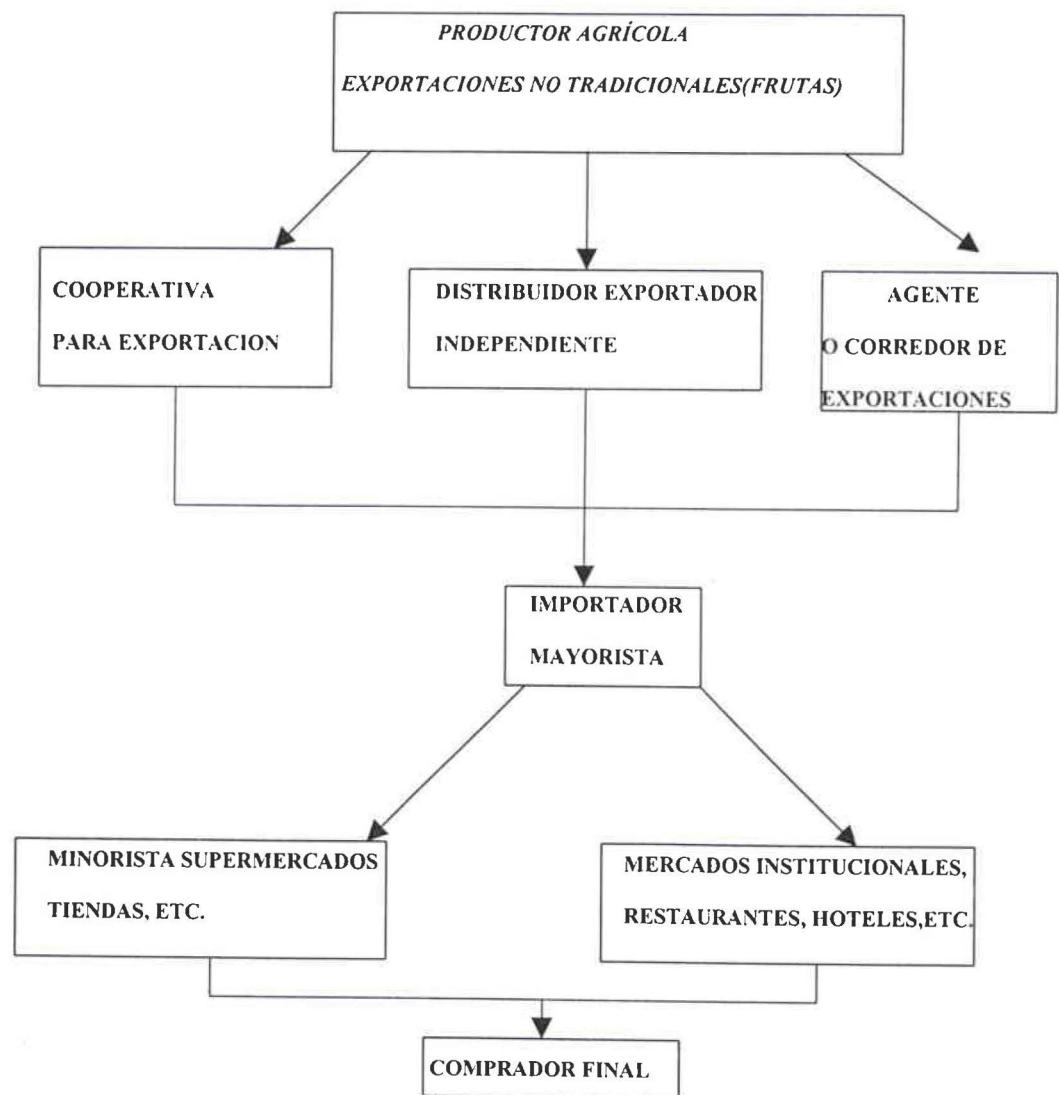 PRODUCTOR AGRÍCOLA
EXPORTACIONES NO TRADICIONALES(FRUTAS)
COOPERATIVA
PARA EXPORTACION
DISTRIBUIDOR EXPORTADOR
INDEPENDIENTE
AGENTE
O CORREDOR DE
EXPORTACIONES
IMPORTADOR
MAYORISTA
MINORISTA SUPERMERCADOS
TIENDAS, ETC.
MERCADOS INSTITUCIONALES,
RESTAURANTES, HOTELES,ETC.
COMPRADOR FINAL